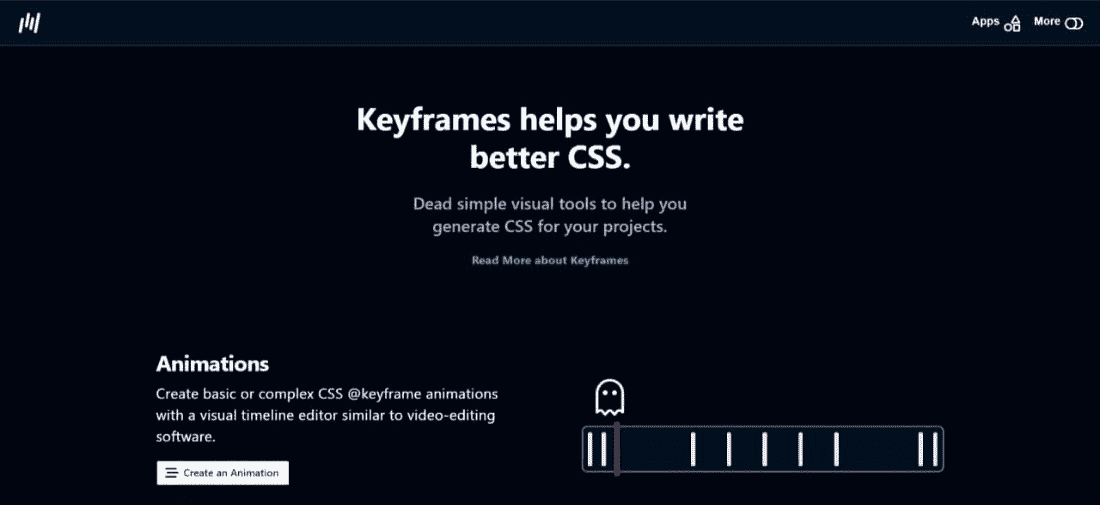 Apps
More
Keyframes helps you write
better CSS.
Dead simple visual tools to help you
generate CSS for your projects.
Read More about Keyframes
Animations
Create basic or complex CSS @keyframe animations
with a visual timeline editor similar to video-editing
software.
Create an Animation